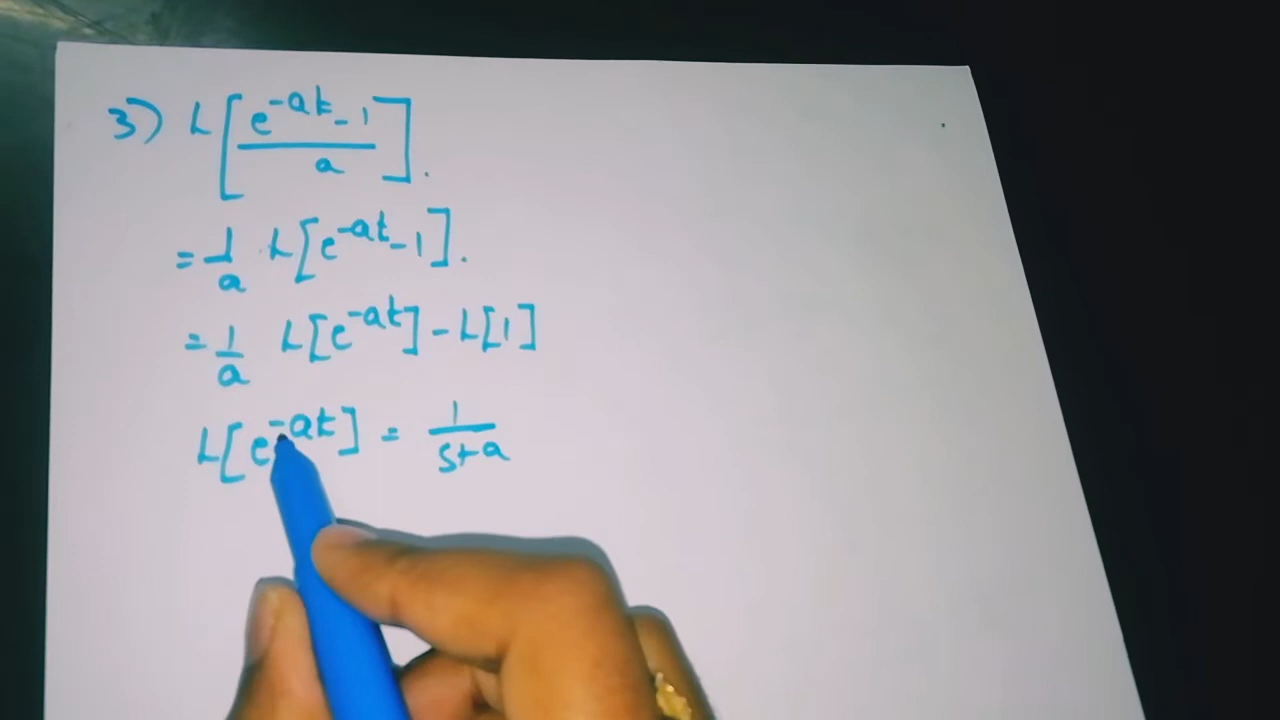 3) L[(e^{-at} - 1)/a].
= 1/a L[e^{-at} - 1].
= 1/a L[e^{-at}] - L[1]
L[e^{-at}] = 1/(s+a)